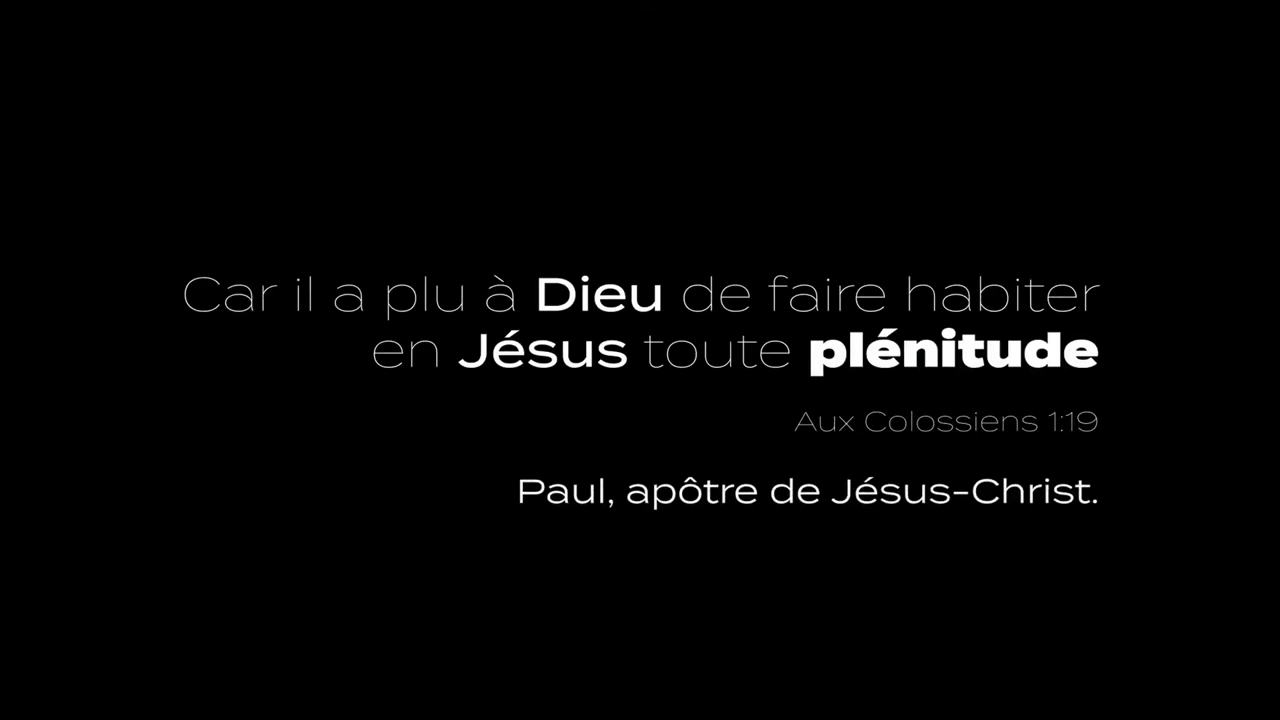 Car il a plu à Dieu de faire habiter
en Jésus toute plénitude
Aux Colossiens 1:19
Paul, apôtre de Jésus-Christ.